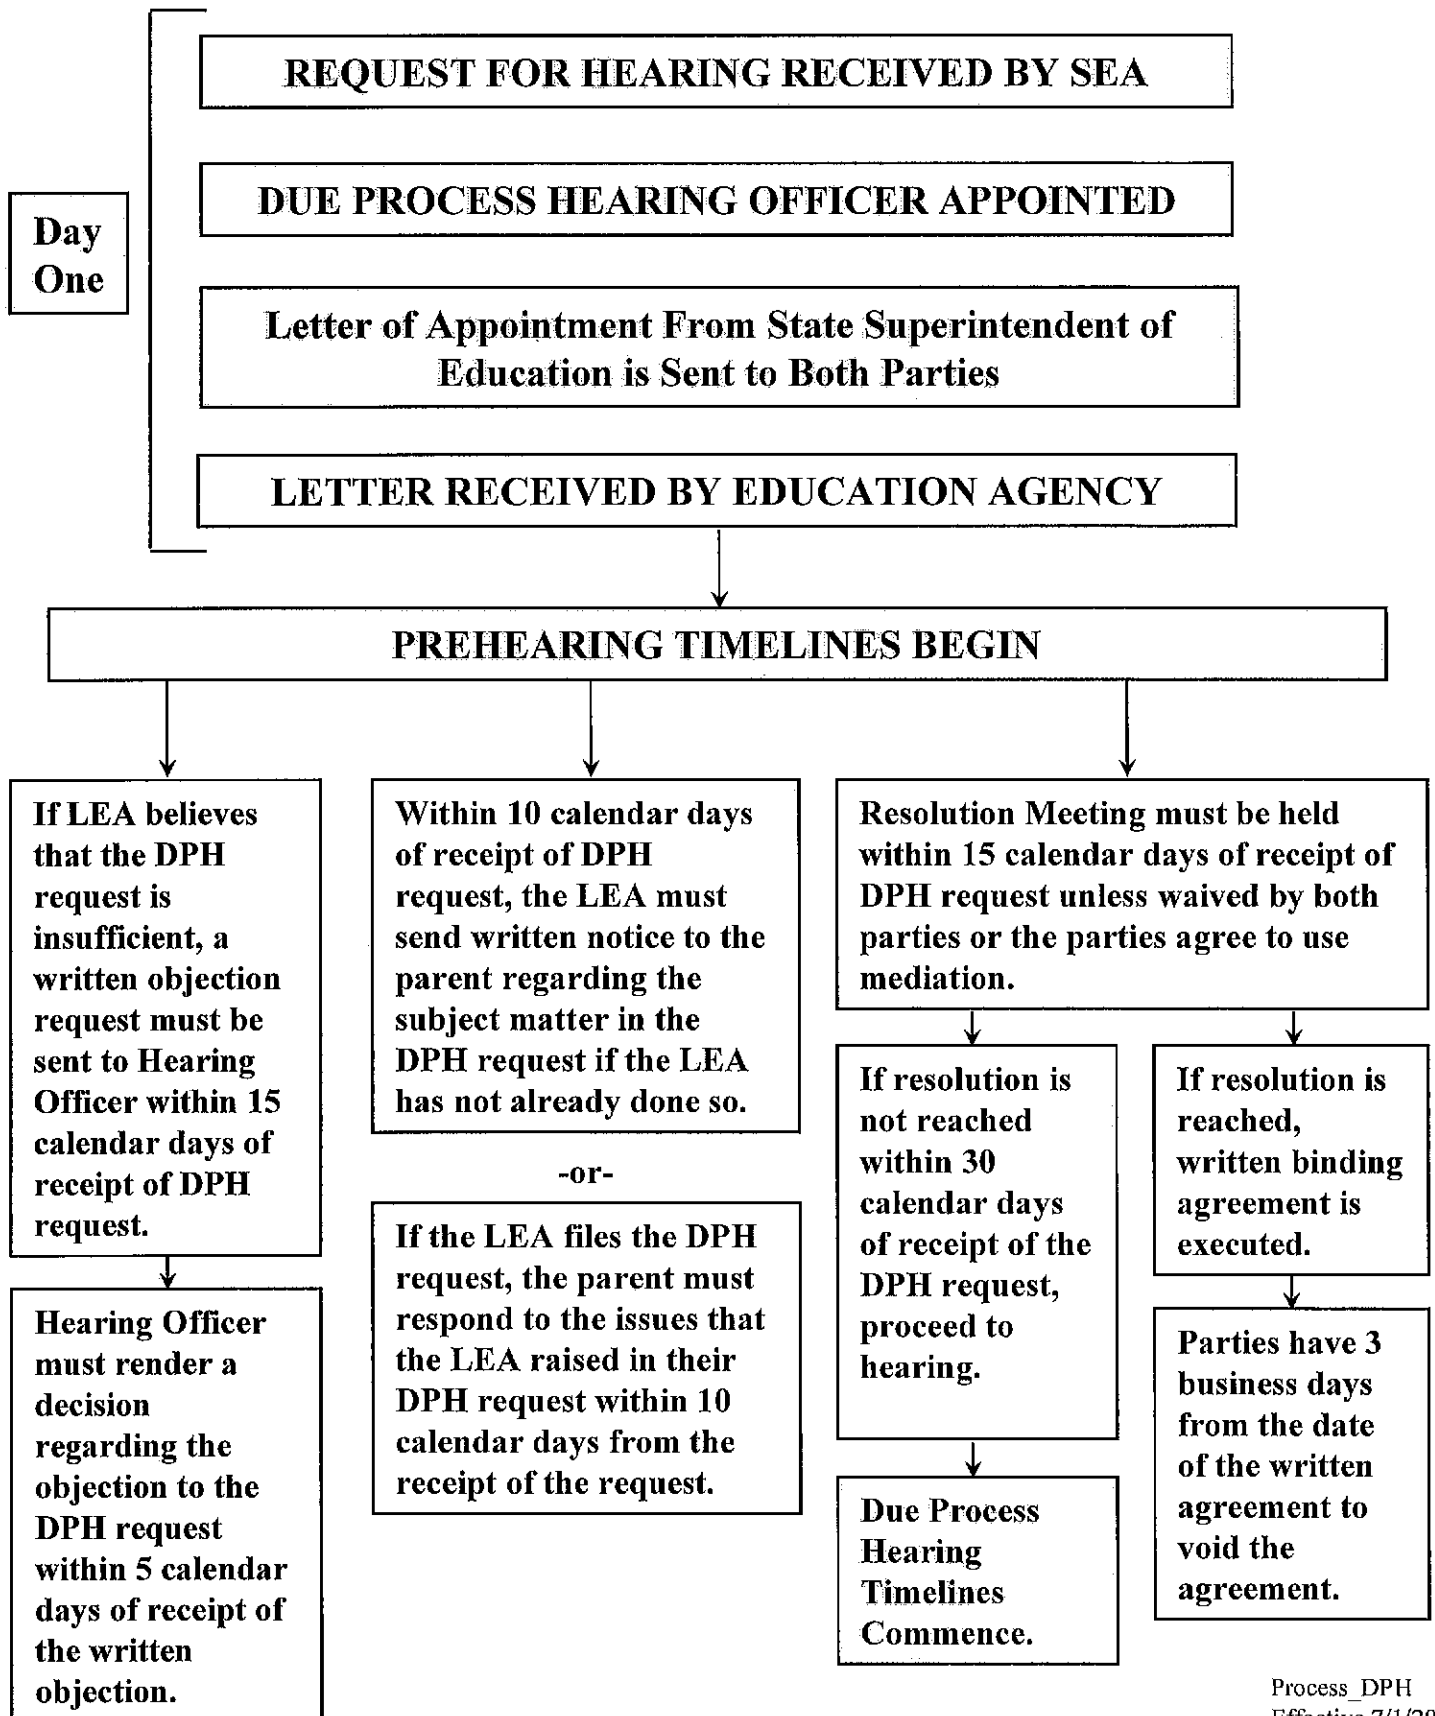 REQUEST FOR HEARING RECEIVED BY SEA
DUE PROCESS HEARING OFFICER APPOINTED
Day
One
Letter of Appointment From State Superintendent of
Education is Sent to Both Parties
LETTER RECEIVED BY EDUCATION AGENCY
PREHEARING TIMELINES BEGIN
If LEA believes
that the DPH
request is
insufficient, a
written objection
request must be
sent to Hearing
Officer within 15
calendar days of
receipt of DPH
request.
Hearing Officer
must render a
decision
regarding the
objection to the
DPH request
within 5 calendar
days of receipt of
the written
objection.
Within 10 calendar days
of receipt of DPH
request, the LEA must
send written notice to the
parent regarding the
subject matter in the
DPH request if the LEA
has not already done so.
-or-
If the LEA files the DPH
request, the parent must
respond to the issues that
the LEA raised in their
DPH request within 10
calendar days from the
receipt of the request.
Resolution Meeting must be held
within 15 calendar days of receipt of
DPH request unless waived by both
parties or the parties agree to use
mediation.
If resolution is
not reached
within 30
calendar days
of receipt of the
DPH request,
proceed to
hearing.
Due Process
Hearing
Timelines
Commence.
If resolution is
reached,
written binding
agreement is
executed.
Parties have 3
business days
from the date
of the written
agreement to
void the
agreement.
Process_DPH
Effective 7/1/20